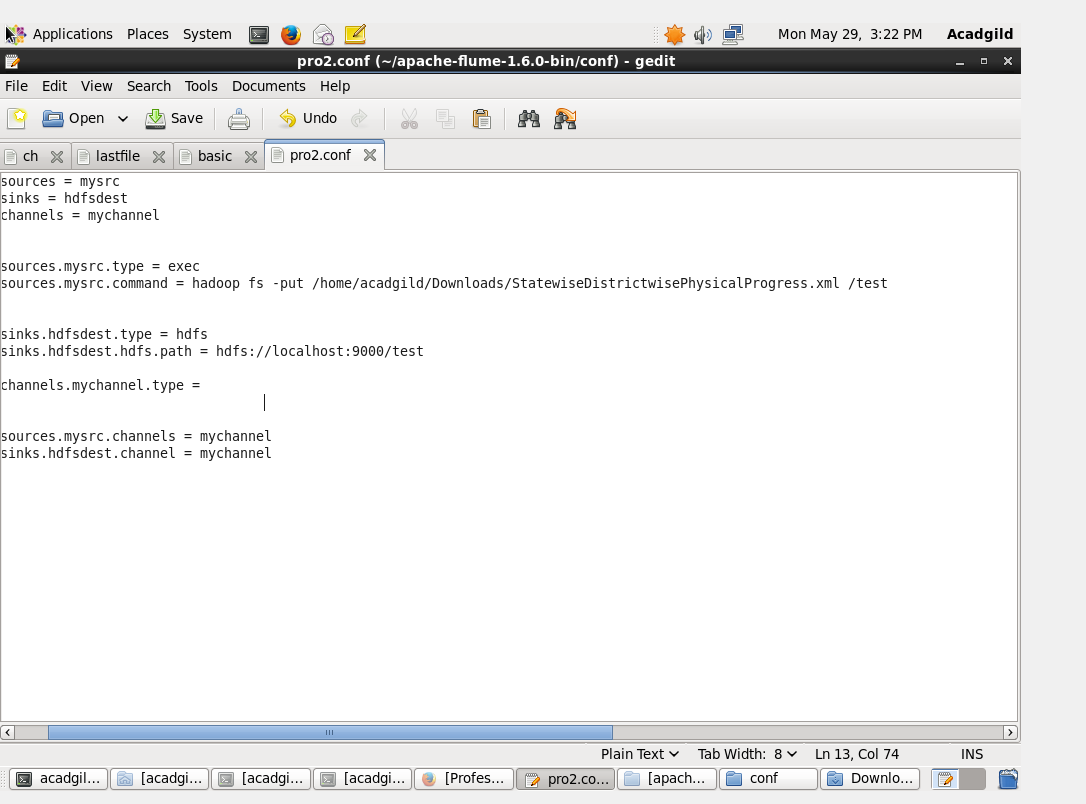 Applications Places System Mon May 29, 3:22 PM Acadgild
pro2.conf (~/apache-flume-1.6.0-bin/conf) - gedit
File Edit View Search Tools Documents Help
Open Save Undo
ch lastfile basic pro2.conf
sources = mysrc
sinks = hdfsdest
channels = mychannel
sources.mysrc.type = exec
sources.mysrc.command = hadoop fs -put /home/acadgild/Downloads/StatewiseDistrictwisePhysicalProgress.xml /test
sinks.hdfsdest.type = hdfs
sinks.hdfsdest.hdfs.path = hdfs://localhost:9000/test
channels.mychannel.type =
sources.mysrc.channels = mychannel
sinks.hdfsdest.channel = mychannel
Plain Text Tab Width: 8 Ln 13, Col 74 INS
acadgil... [acadgi... [acadgi... [acadgi... [Profes... pro2.co... [apach... conf Downlo...